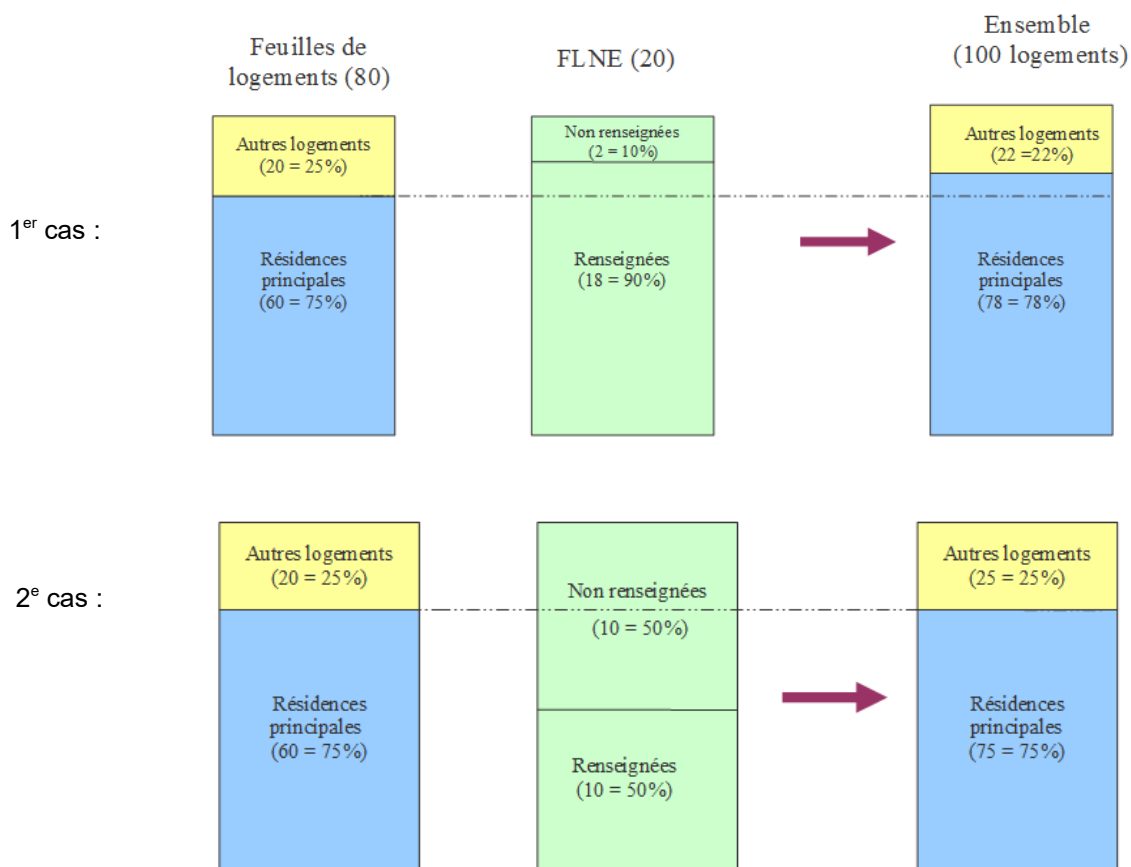 Feuilles de
logements (80)
FLNE (20)
Ensemble
(100 logements)
1er cas :
Autres logements
(20 = 25%)
Résidences
principales
(60 = 75%)
Non renseignées
(2 = 10%)
Renseignées
(18 = 90%)
Autres logements
(22 =22%)
Résidences
principales
(78 = 78%)
2e cas :
Autres logements
(20 = 25%)
Résidences
principales
(60 = 75%)
Non renseignées
(10 = 50%)
Renseignées
(10 = 50%)
Autres logements
(25 = 25%)
Résidences
principales
(75 = 75%)